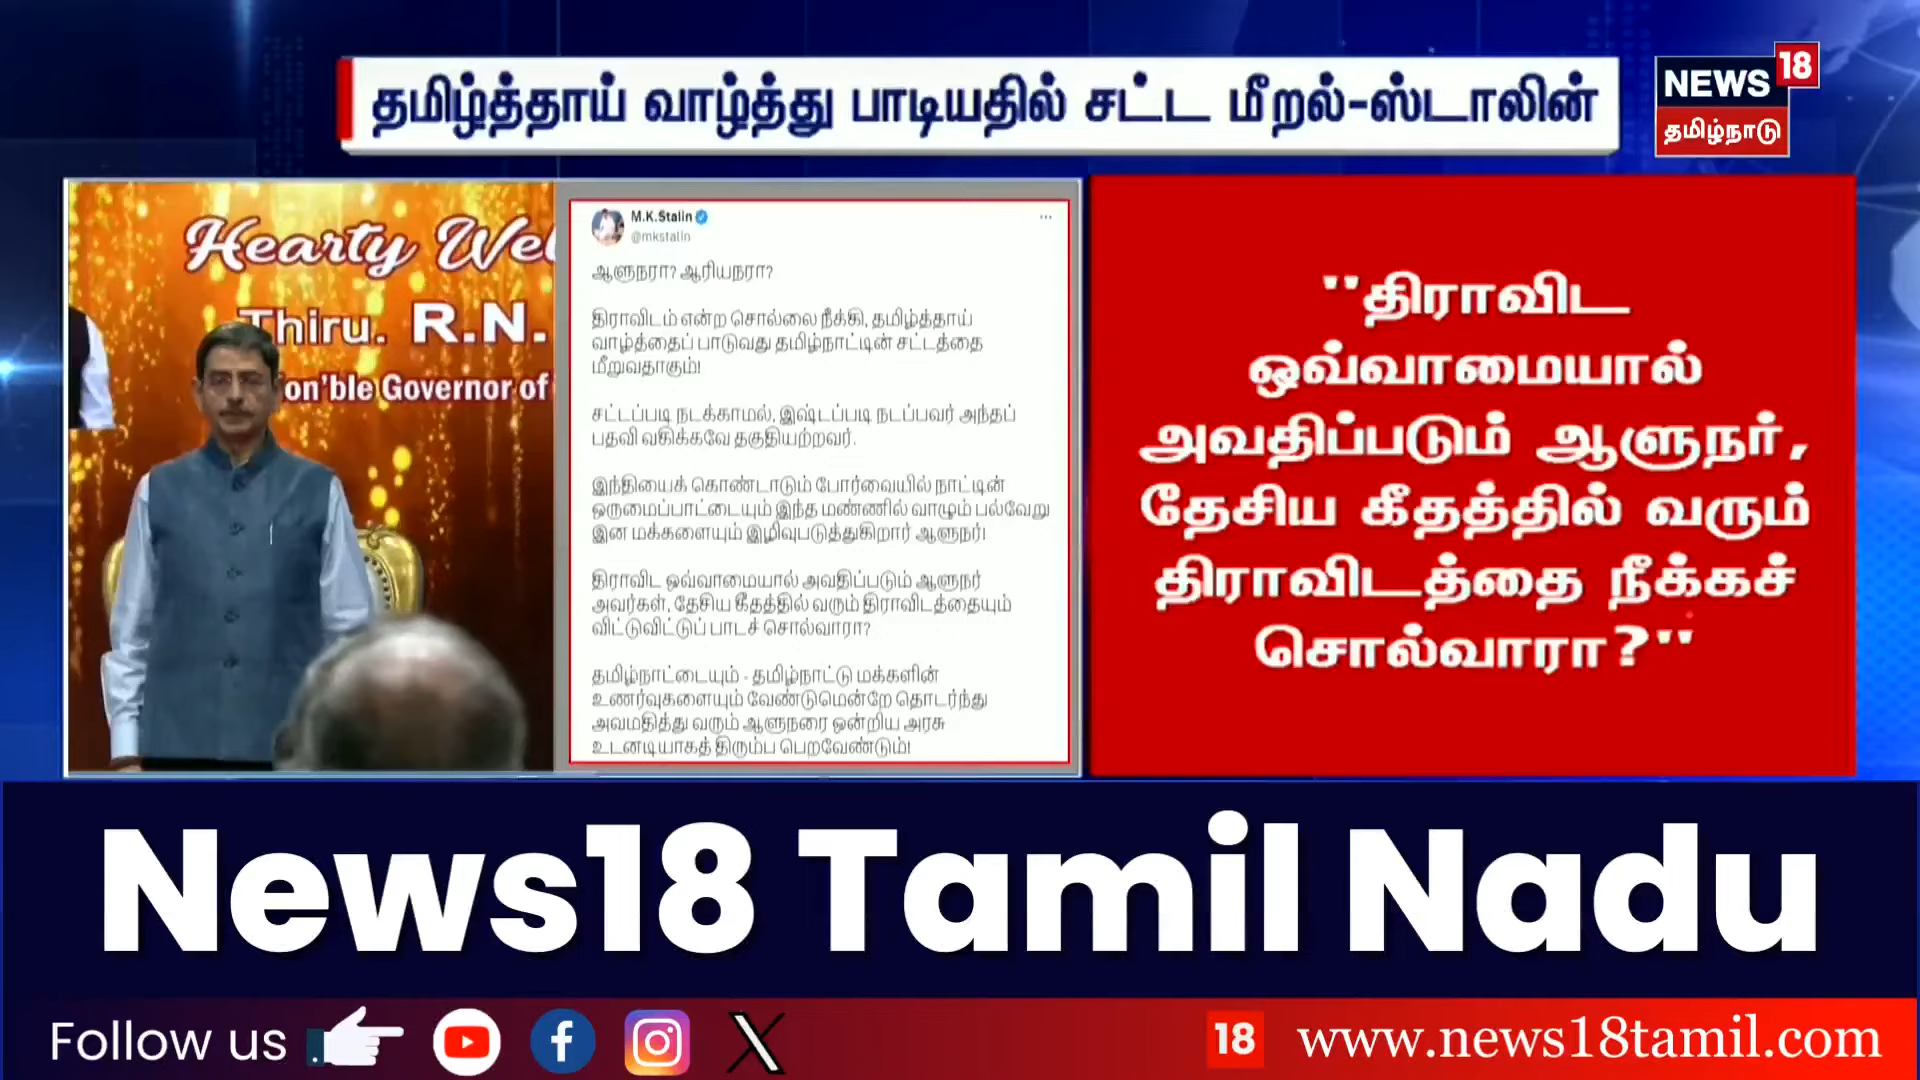 தமிழ்த்தாய் வாழ்த்து பாடியதில் சட்ட மீறல்-ஸ்டாலின்
NEWS 18
தமிழ்நாடு
Hearty Wel
Thiru. R.N.
on'ble Governor of
M.K.Stalin
@mkstalin
ஆளுநரா? ஆரியநரா?
திராவிடம் என்ற சொல்லை நீக்கி, தமிழ்த்தாய்
வாழ்த்தைப் பாடுவது தமிழ்நாட்டின் சட்டத்தை
மீறுவதாகும்!
சட்டப்படி நடக்காமல், இஷ்டப்படி நடப்பவர் அந்தப்
பதவி வகிக்கவே தகுதியற்றவர்.
இந்தியைக் கொண்டாடும் போர்வையில் நாட்டின்
ஒருமைப்பாட்டையும் இந்த மண்ணில் வாழும் பல்வேறு
இன மக்களையும் இழிவுபடுத்துகிறார் ஆளுநர்!
திராவிட ஒவ்வாமையால் அவதிப்படும் ஆளுநர்
அவர்கள், தேசிய கீதத்தில் வரும் திராவிடத்தையும்
விட்டுவிட்டுப் பாடச் சொல்வாரா?
தமிழ்நாட்டையும் - தமிழ்நாட்டு மக்களின்
உணர்வுகளையும் வேண்டுமென்றே தொடர்ந்து
அவமதித்து வரும் ஆளுநரை ஒன்றிய அரசு
உடனடியாகத் திரும்ப பெறவேண்டும்!
"திராவிட
ஒவ்வாமையால்
அவதிப்படும் ஆளுநர்,
தேசிய கீதத்தில் வரும்
திராவிடத்தை நீக்கச்
சொல்வாரா?"
News18 Tamil Nadu
Follow us
18 www.news18tamil.com